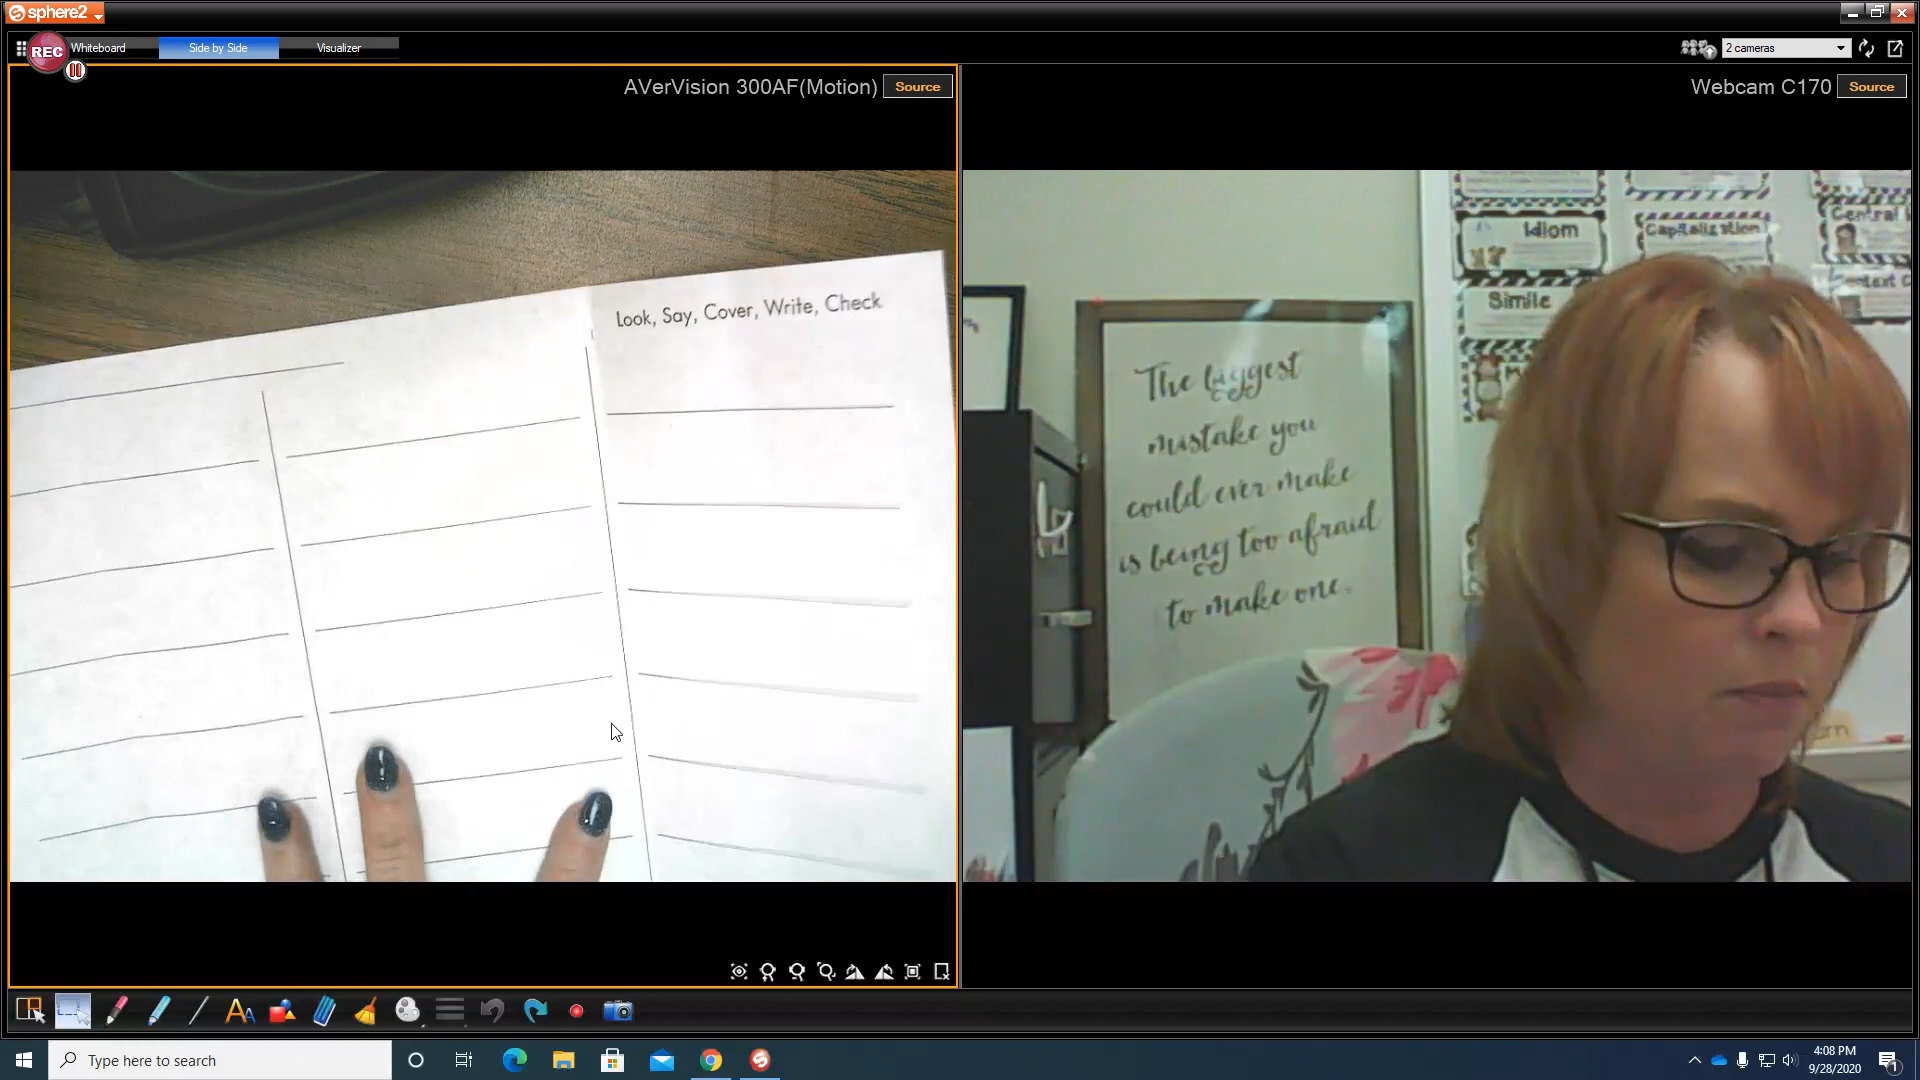 sphere2
REC
Whiteboard
Side by Side
Visualizer
2 cameras
AVerVision 300AF(Motion)
Source
Webcam C170
Source
Look, Say, Cover, Write, Check
Idiom
Capitalization
Central
Simile
The biggest
mistake you
could ever make
is being too afraid
to make one.
Type here to search
4:08 PM
9/28/2020
1